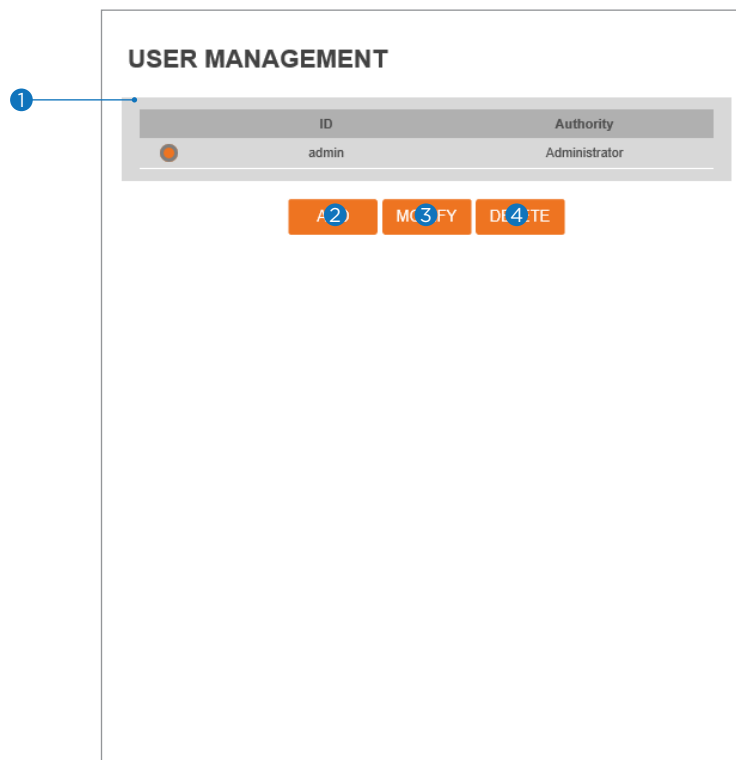 USER MANAGEMENT
1
ID Authority
admin Administrator
2 3 4